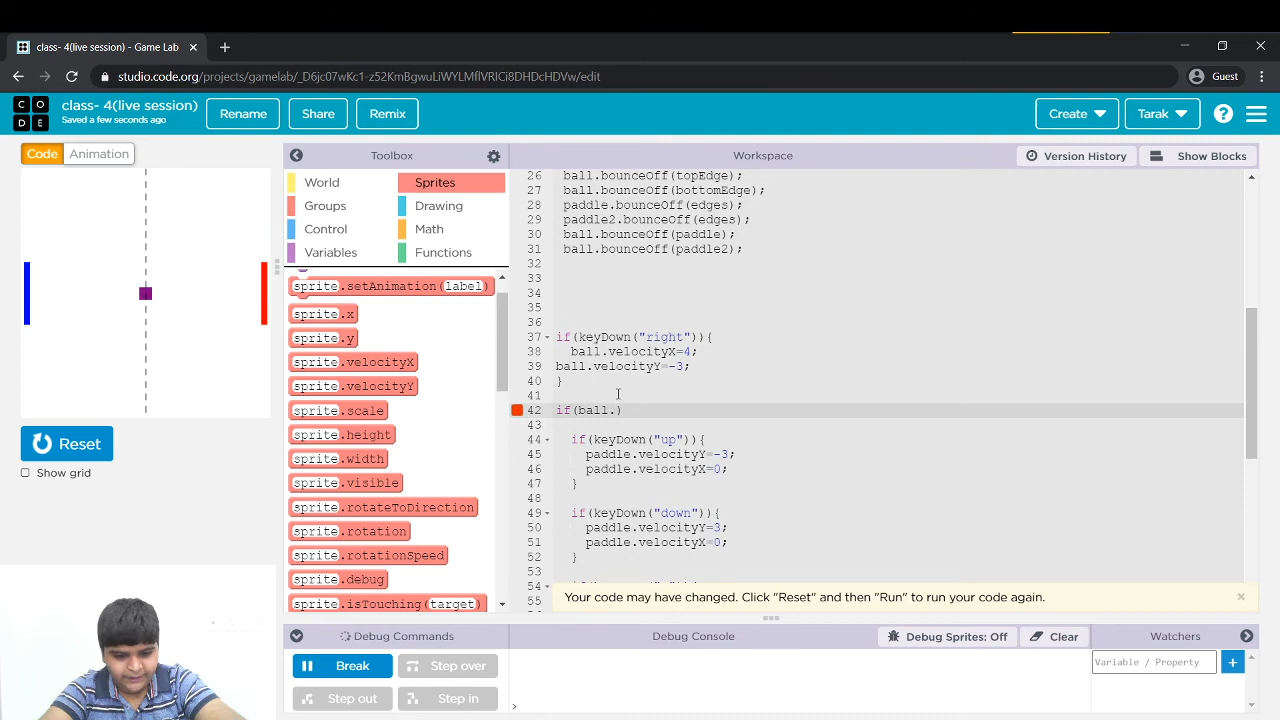 class- 4(live session) - Game Lab
studio.code.org/projects/gamelab/_D6jc07wKc1-z52KmBgwuLiWYLMflVRICi8DHDcHDVw/edit
Guest
C O
D E
class- 4(live session)
Saved a few seconds ago
Rename
Share
Remix
Create
Tarak
Code
Animation
Toolbox
Workspace
Version History
Show Blocks
World
Sprites
Groups
Drawing
Control
Math
Variables
Functions
sprite.setAnimation(label)
sprite.x
sprite.y
sprite.velocityX
sprite.velocityY
sprite.scale
sprite.height
sprite.width
sprite.visible
sprite.rotateToDirection
sprite.rotation
sprite.rotationSpeed
sprite.debug
sprite.isTouching(target)
Reset
Show grid
26 ball.bounceOff(topEdge);
27 ball.bounceOff(bottomEdge);
28 paddle.bounceOff(edges);
29 paddle2.bounceOff(edges);
30 ball.bounceOff(paddle);
31 ball.bounceOff(paddle2);
32
33
34
35
36
37 if(keyDown("right")){
38 ball.velocityX=4;
39 ball.velocityY=-3;
40 }
41
42 if(ball.)
43
44 if(keyDown("up")){
45 paddle.velocityY=-3;
46 paddle.velocityX=0;
47 }
48
49 if(keyDown("down")){
50 paddle.velocityY=3;
51 paddle.velocityX=0;
52 }
53
54
55
Your code may have changed. Click "Reset" and then "Run" to run your code again.
Debug Commands
Debug Console
Debug Sprites: Off
Clear
Watchers
Break
Step over
Step out
Step in
Variable / Property